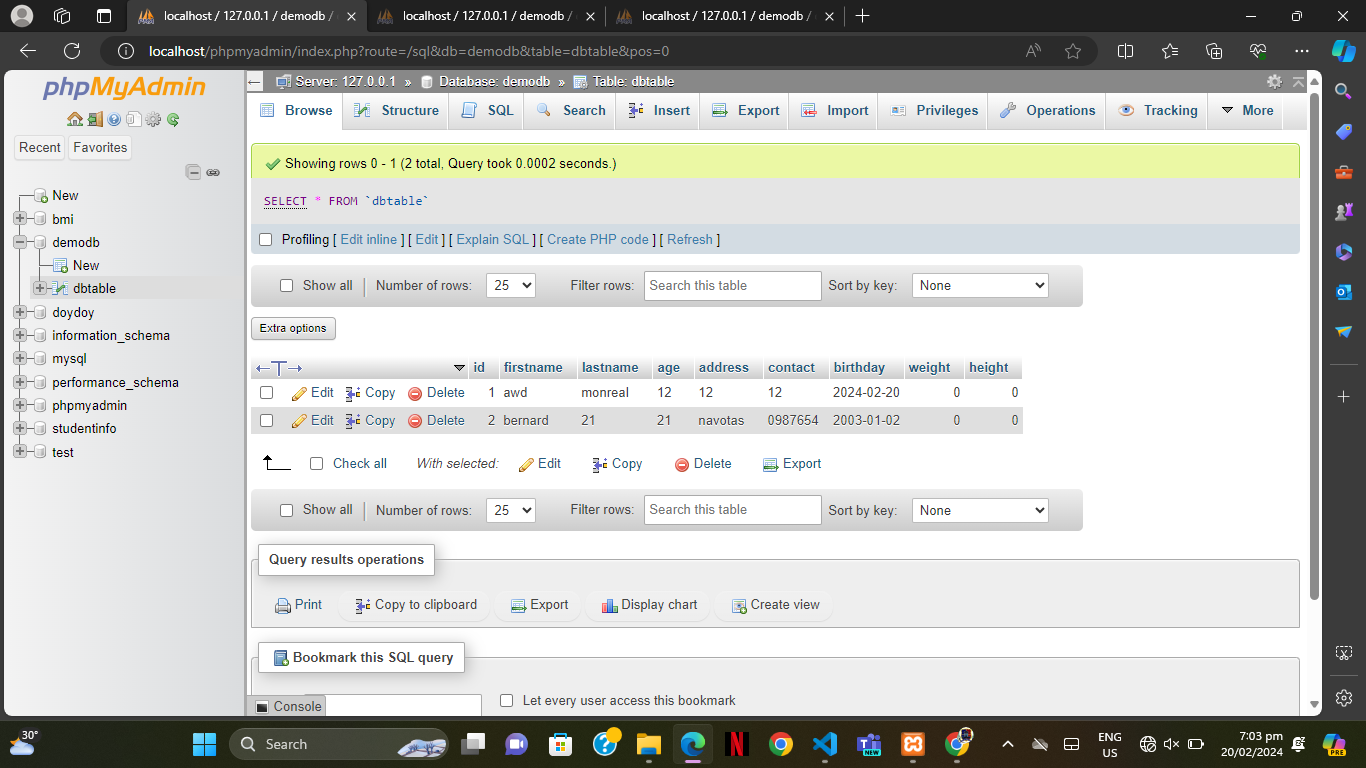 localhost / 127.0.0.1 / demodb /
localhost / 127.0.0.1 / demodb /
localhost / 127.0.0.1 / demodb /
localhost/phpmyadmin/index.php?route=/sql&db=demodb&table=dbtable&pos=0
phpMyAdmin
Recent Favorites
New
bmi
demodb
New
dbtable
doydoy
information_schema
mysql
performance_schema
phpmyadmin
studentinfo
test
Server: 127.0.0.1 » Database: demodb » Table: dbtable
Browse Structure SQL Search Insert Export Import Privileges Operations Tracking More
Showing rows 0 - 1 (2 total, Query took 0.0002 seconds.)
SELECT * FROM `dbtable`
Profiling [ Edit inline ] [ Edit ] [ Explain SQL ] [ Create PHP code ] [ Refresh ]
Show all Number of rows: 25 Filter rows: Search this table Sort by key: None
Extra options
id firstname lastname age address contact birthday weight height
Edit Copy Delete 1 awd monreal 12 12 12 2024-02-20 0 0
Edit Copy Delete 2 bernard 21 21 navotas 0987654 2003-01-02 0 0
Check all With selected: Edit Copy Delete Export
Show all Number of rows: 25 Filter rows: Search this table Sort by key: None
Query results operations
Print Copy to clipboard Export Display chart Create view
Bookmark this SQL query
Let every user access this bookmark
Console
30°
Search
NEW
ENG
US
7:03 pm
20/02/2024
PRE